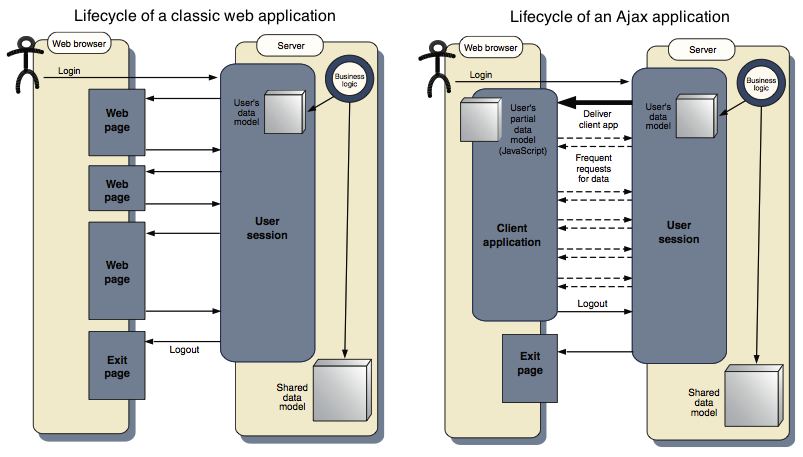 Lifecycle of a classic web application
Web browser
Server
Login
Business
logic
User's
data
model
Web
page
Web
page
User
session
Web
page
Logout
Exit
page
Shared
data
model
Lifecycle of an Ajax application
Web browser
Server
Login
Business
logic
User's
partial
data
model
(JavaScript)
Deliver
client app
User's
data
model
Frequent
requests
for data
Client
application
User
session
Logout
Exit
page
Shared
data
model